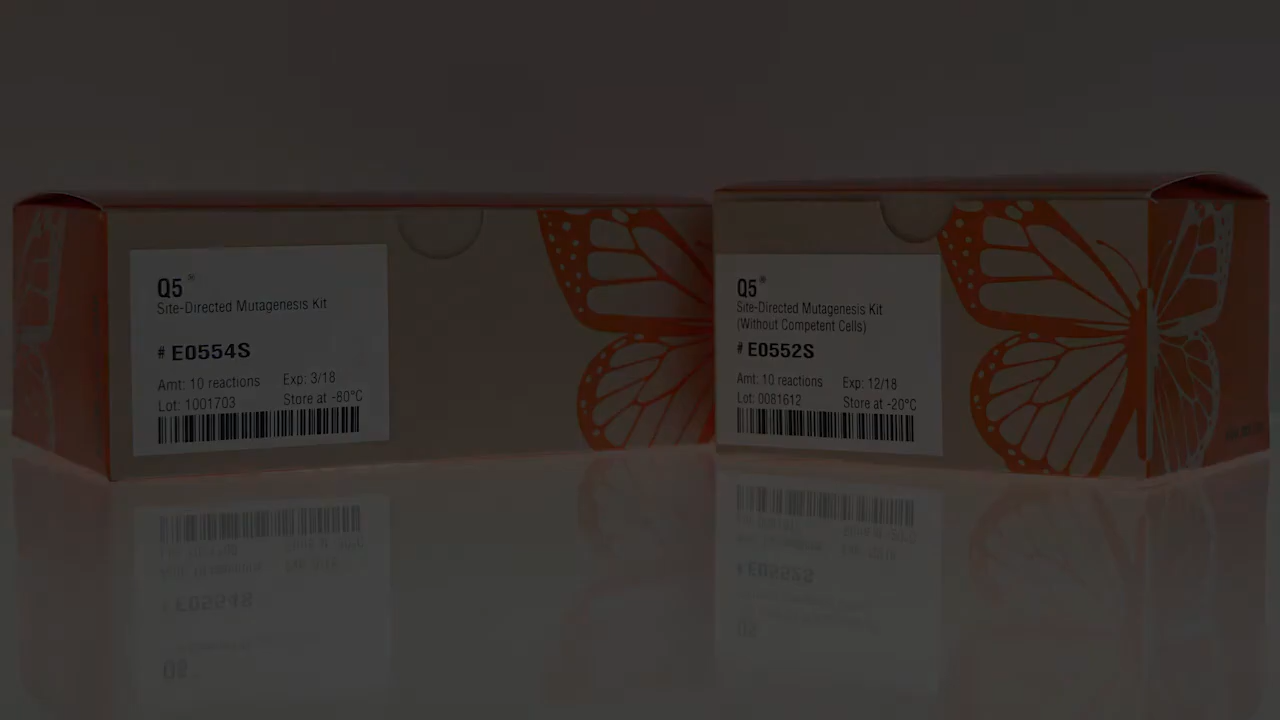 Q5®
Site-Directed Mutagenesis Kit
# E0554S
Amt: 10 reactions Exp: 3/18
Lot: 1001703 Store at -80°C
Q5®
Site-Directed Mutagenesis Kit
(Without Competent Cells)
# E0552S
Amt: 10 reactions Exp: 12/18
Lot: 0081612 Store at -20°C